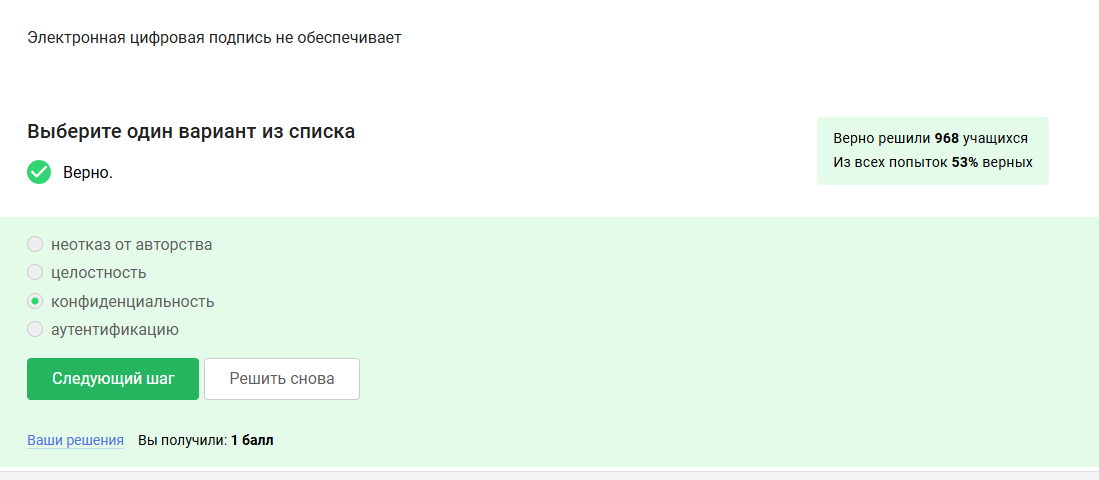 Электронная цифровая подпись не обеспечивает
Выберите один вариант из списка
Верно.
Верно решили 968 учащихся
Из всех попыток 53% верных
неотказ от авторства
целостность
конфиденциальность
аутентификацию
Следующий шаг
Решить снова
Ваши решения Вы получили: 1 балл